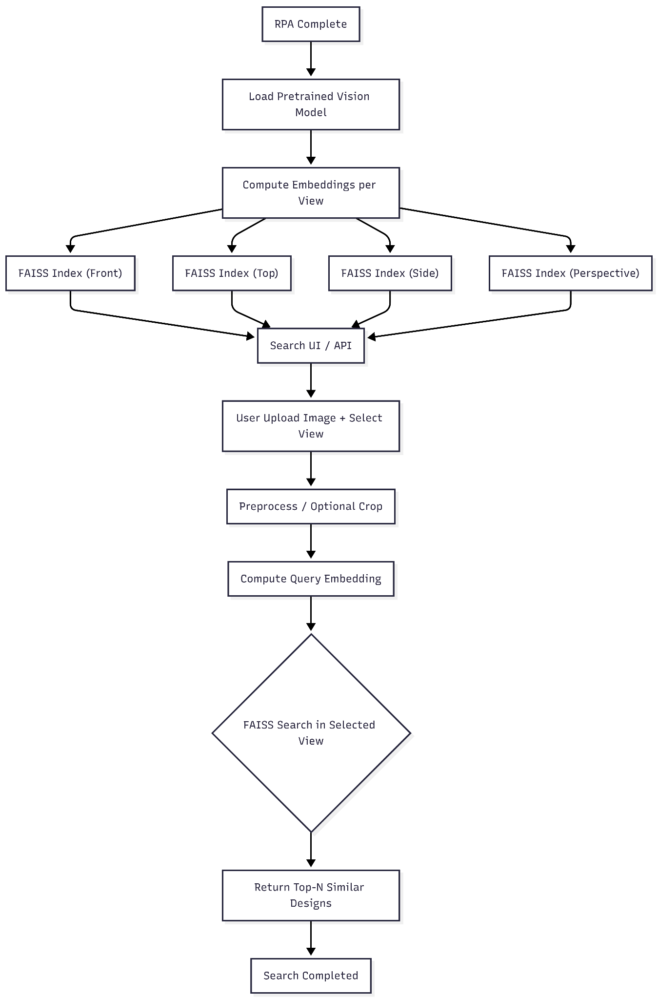 RPA Complete
Load Pretrained Vision
Model
Compute Embeddings per
View
FAISS Index (Front)
FAISS Index (Top)
FAISS Index (Side)
FAISS Index (Perspective)
Search UI / API
User Upload Image + Select
View
Preprocess / Optional Crop
Compute Query Embedding
FAISS Search in Selected
View
Return Top-N Similar
Designs
Search Completed